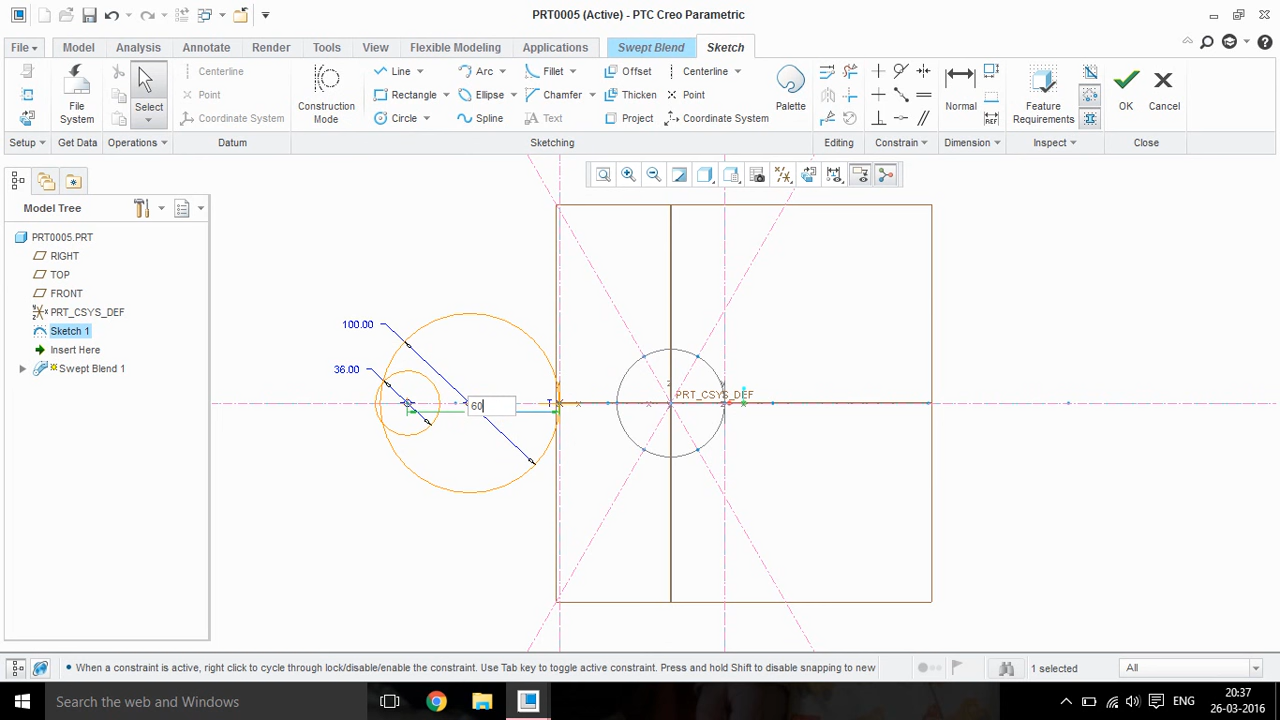 PRT0005 (Active) - PTC Creo Parametric
File Model Analysis Annotate Render Tools View Flexible Modeling Applications Swept Blend Sketch
File System
Select
Centerline
Point
Coordinate System
Construction Mode
Line Arc Fillet Offset Centerline
Rectangle Ellipse Chamfer Thicken Point
Circle Spline Text Project Coordinate System
Palette
Normal
Feature Requirements
OK
Cancel
Setup Get Data Operations Datum Sketching Editing Constrain Dimension Inspect Close
Model Tree
PRT0005.PRT
RIGHT
TOP
FRONT
PRT_CSYS_DEF
Sketch 1
Insert Here
Swept Blend 1
100.00
36.00
60
T
PRT_CSYS_DEF
When a constraint is active, right click to cycle through lock/disable/enable the constraint. Use Tab key to toggle active constraint. Press and hold Shift to disable snapping to new
1 selected
All
Search the web and Windows
ENG
20:37
26-03-2016